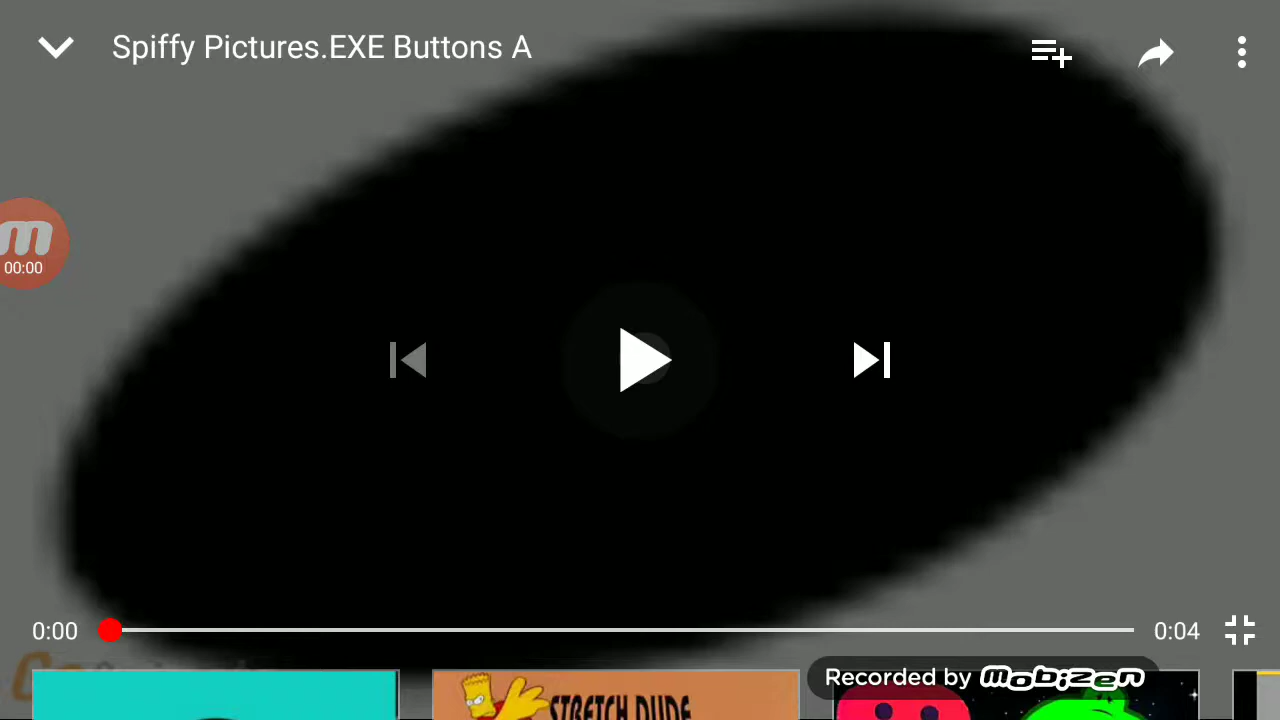 Spiffy Pictures.EXE Buttons A
00:00
0:00
0:04
Recorded by mobizen
STRETCH DUDE